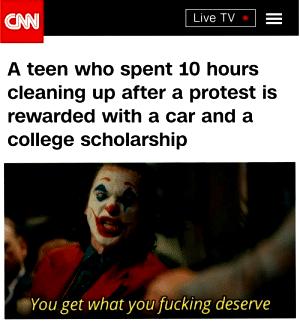 CNN
Live TV
A teen who spent 10 hours
cleaning up after a protest is
rewarded with a car and a
college scholarship
You get what you fucking deserve